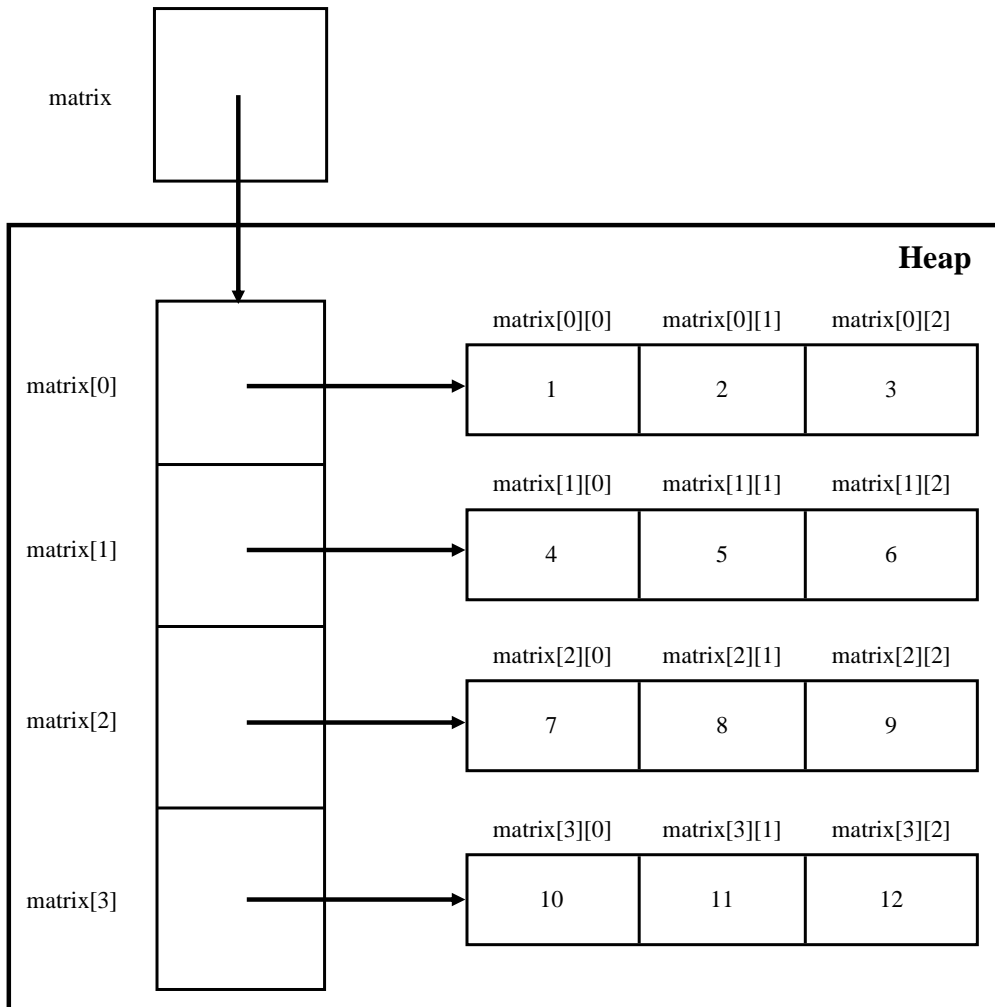 matrix
Heap
matrix[0][0] matrix[0][1] matrix[0][2]
matrix[0] 1 2 3
matrix[1][0] matrix[1][1] matrix[1][2]
matrix[1] 4 5 6
matrix[2][0] matrix[2][1] matrix[2][2]
matrix[2] 7 8 9
matrix[3][0] matrix[3][1] matrix[3][2]
matrix[3] 10 11 12